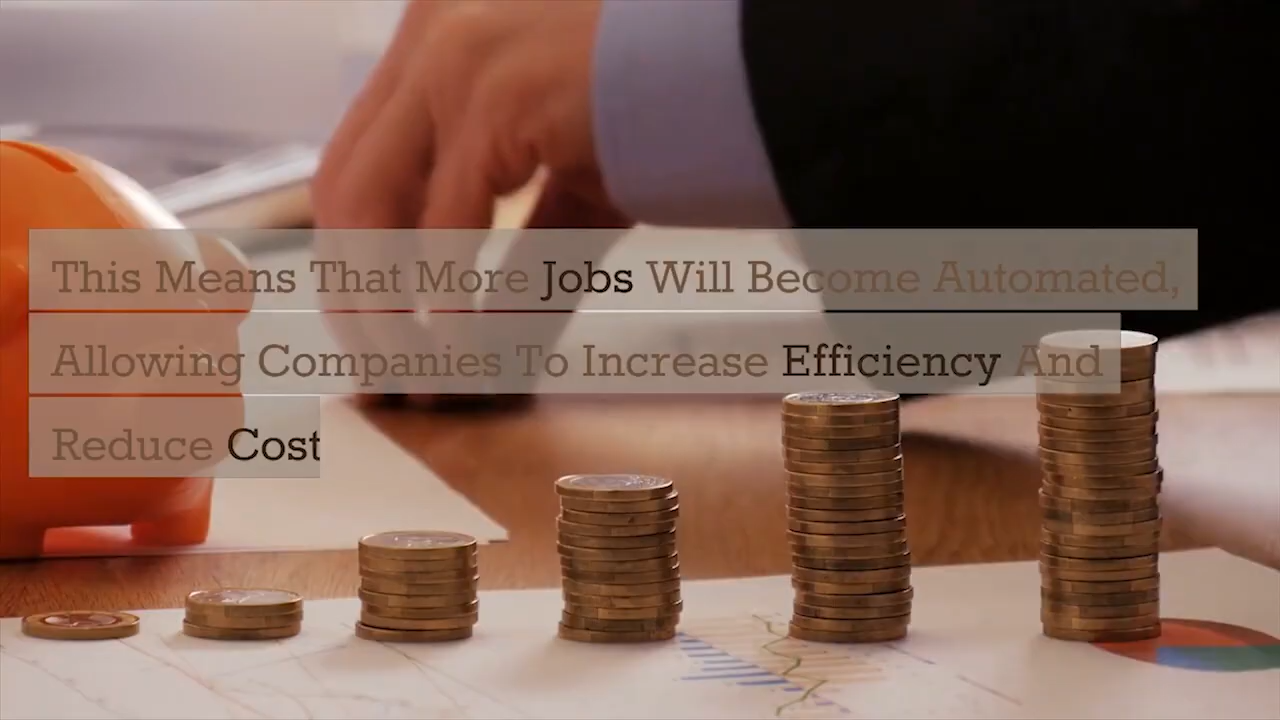 This Means That More Jobs Will Become Automated,
Allowing Companies To Increase Efficiency And
Reduce Cost